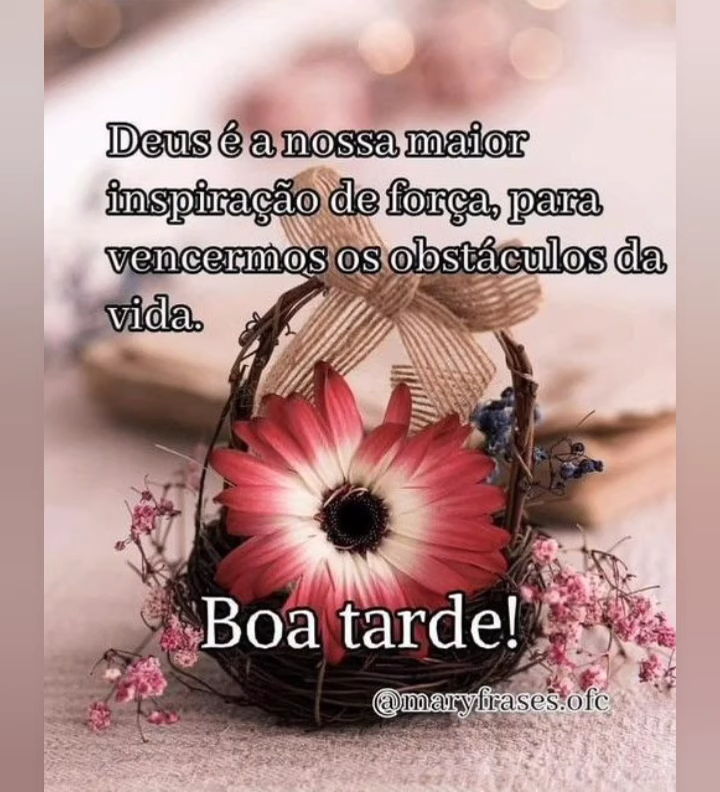 Deus é a nossa maior
inspiração de força, para
vencermos os obstáculos da
vida.
Boa tarde!
@maryfrases.ofc